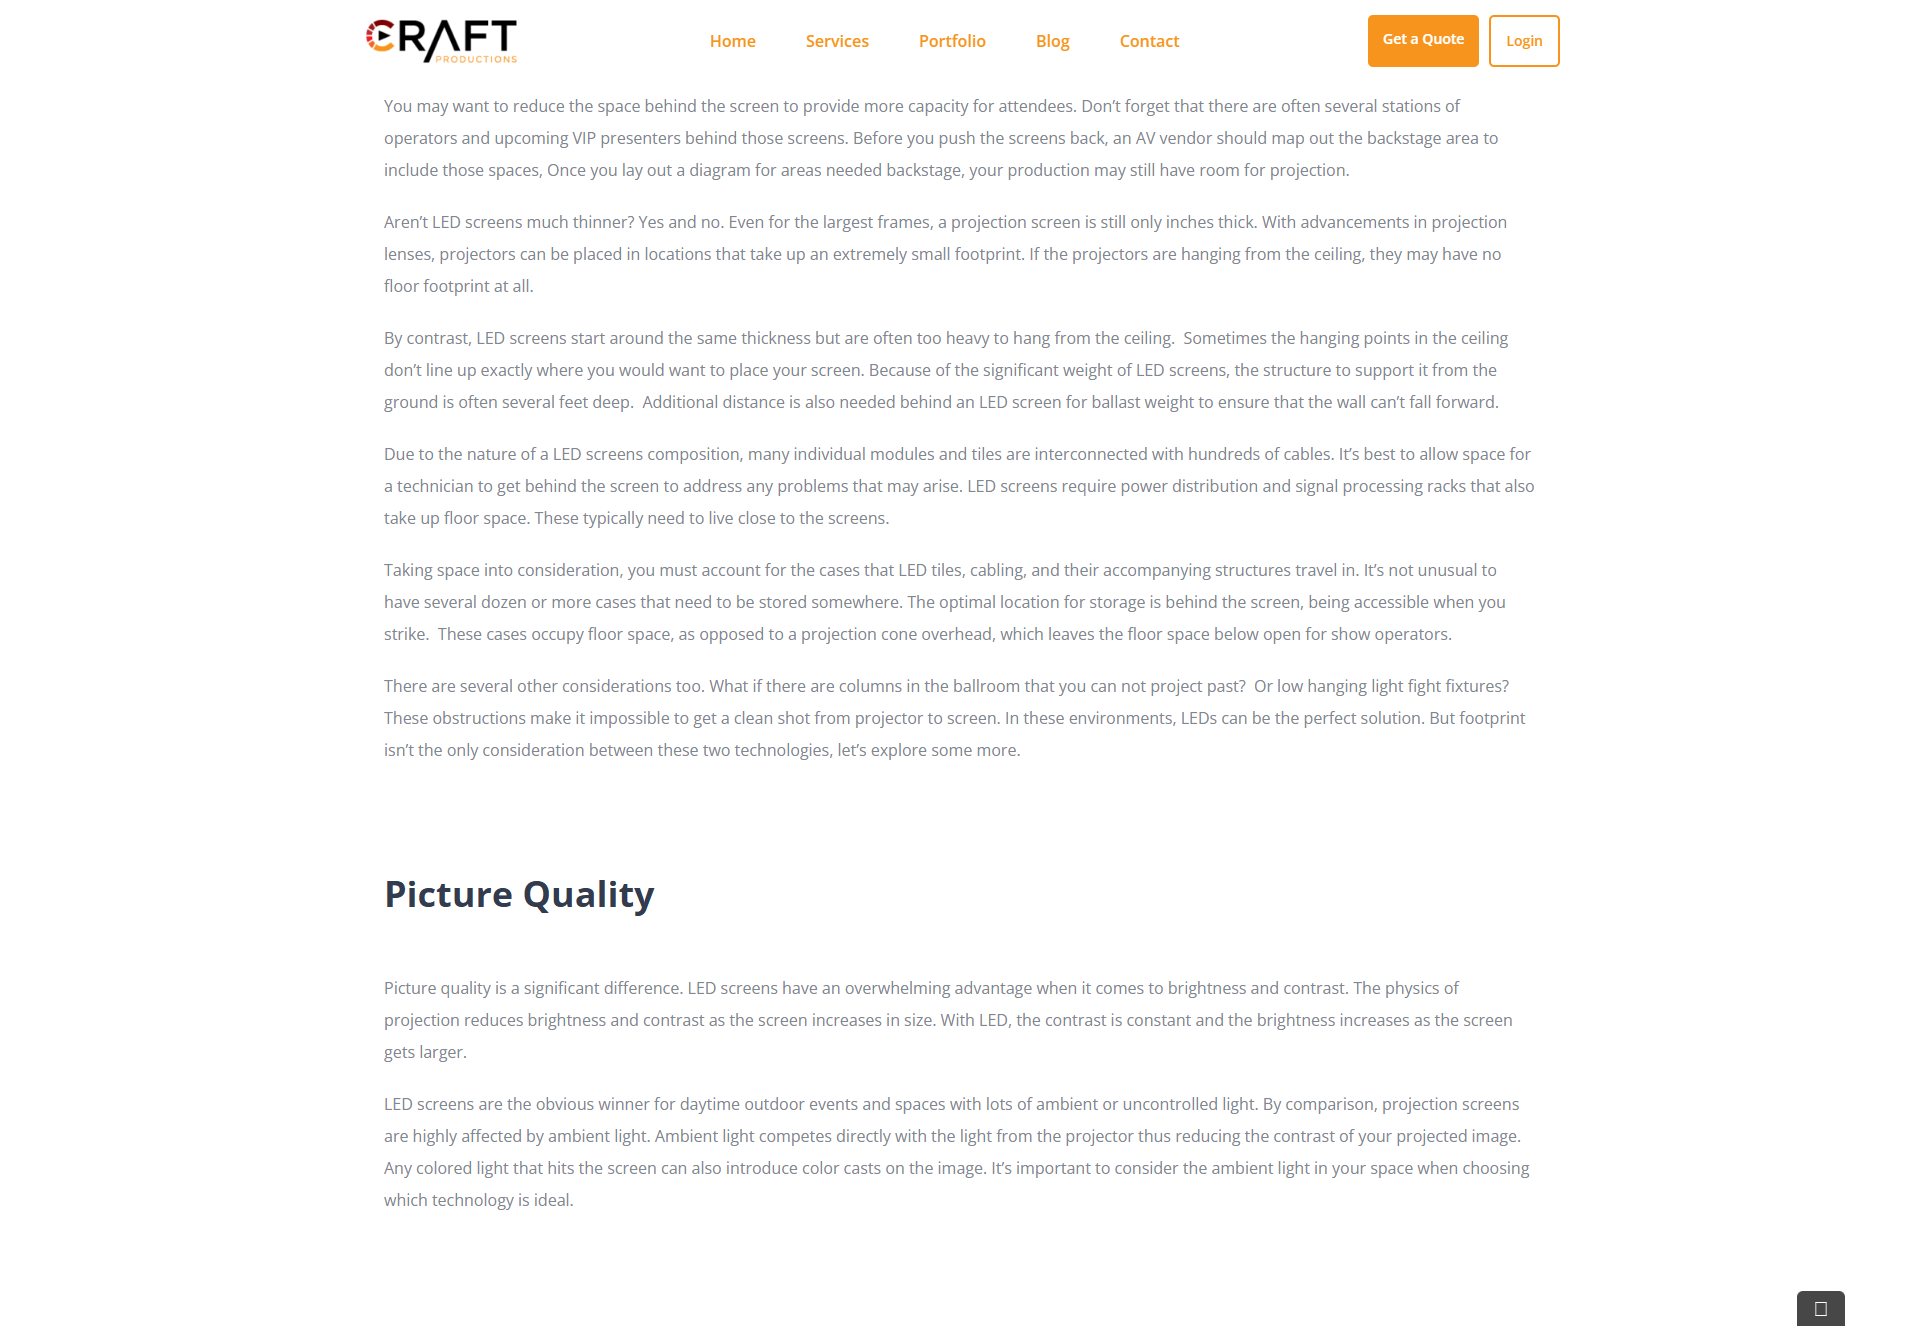 CRAFT
PRODUCTIONS
Home Services Portfolio Blog Contact
Get a Quote Login
You may want to reduce the space behind the screen to provide more capacity for attendees. Don’t forget that there are often several stations of
operators and upcoming VIP presenters behind those screens. Before you push the screens back, an AV vendor should map out the backstage area to
include those spaces, Once you lay out a diagram for areas needed backstage, your production may still have room for projection.
Aren’t LED screens much thinner? Yes and no. Even for the largest frames, a projection screen is still only inches thick. With advancements in projection
lenses, projectors can be placed in locations that take up an extremely small footprint. If the projectors are hanging from the ceiling, they may have no
floor footprint at all.
By contrast, LED screens start around the same thickness but are often too heavy to hang from the ceiling.  Sometimes the hanging points in the ceiling
don’t line up exactly where you would want to place your screen. Because of the significant weight of LED screens, the structure to support it from the
ground is often several feet deep.  Additional distance is also needed behind an LED screen for ballast weight to ensure that the wall can’t fall forward.
Due to the nature of a LED screens composition, many individual modules and tiles are interconnected with hundreds of cables. It’s best to allow space for
a technician to get behind the screen to address any problems that may arise. LED screens require power distribution and signal processing racks that also
take up floor space. These typically need to live close to the screens.
Taking space into consideration, you must account for the cases that LED tiles, cabling, and their accompanying structures travel in. It’s not unusual to
have several dozen or more cases that need to be stored somewhere. The optimal location for storage is behind the screen, being accessible when you
strike.  These cases occupy floor space, as opposed to a projection cone overhead, which leaves the floor space below open for show operators.
There are several other considerations too. What if there are columns in the ballroom that you can not project past?  Or low hanging light fight fixtures?
These obstructions make it impossible to get a clean shot from projector to screen. In these environments, LEDs can be the perfect solution. But footprint
isn’t the only consideration between these two technologies, let’s explore some more.
Picture Quality
Picture quality is a significant difference. LED screens have an overwhelming advantage when it comes to brightness and contrast. The physics of
projection reduces brightness and contrast as the screen increases in size. With LED, the contrast is constant and the brightness increases as the screen
gets larger.
LED screens are the obvious winner for daytime outdoor events and spaces with lots of ambient or uncontrolled light. By comparison, projection screens
are highly affected by ambient light. Ambient light competes directly with the light from the projector thus reducing the contrast of your projected image.
Any colored light that hits the screen can also introduce color casts on the image. It’s important to consider the ambient light in your space when choosing
which technology is ideal.